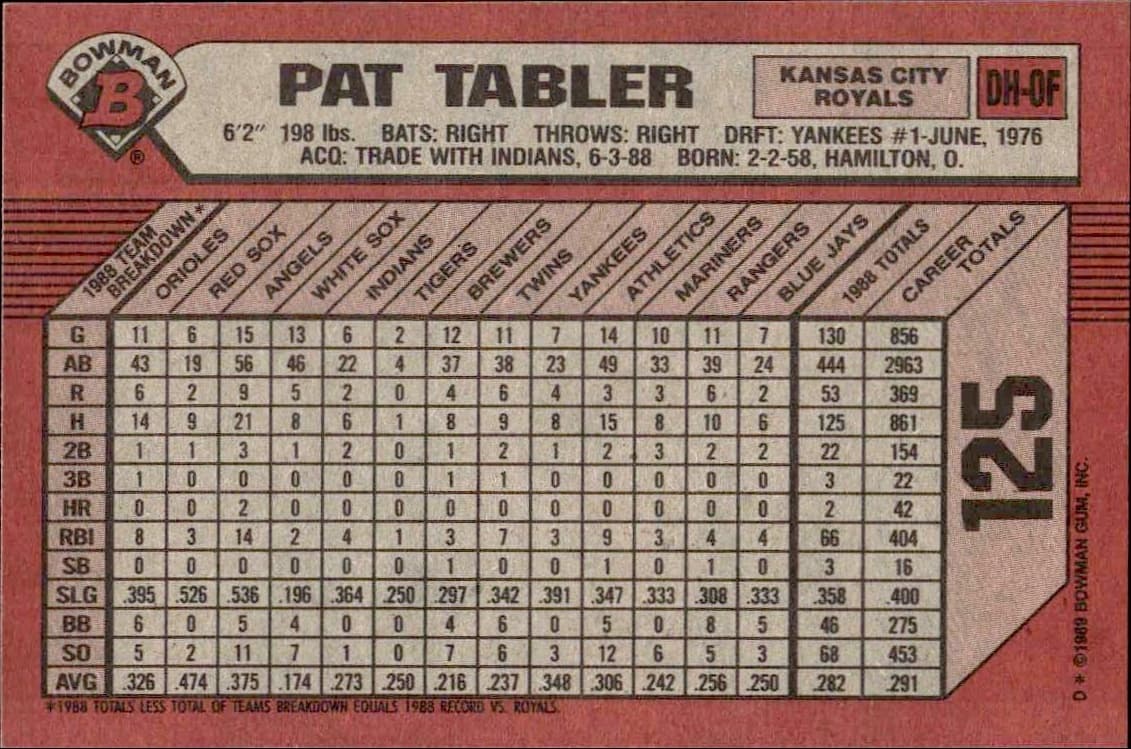 BOWMAN
B
®
PAT TABLER
KANSAS CITY
ROYALS
DH-OF
6'2" 198 lbs. BATS: RIGHT THROWS: RIGHT DRFT: YANKEES #1-JUNE, 1976
ACQ: TRADE WITH INDIANS, 6-3-88 BORN: 2-2-58, HAMILTON, O.
1988 TEAM
BREAKDOWN* ORIOLES RED SOX ANGELS WHITE SOX INDIANS TIGERS BREWERS TWINS YANKEES ATHLETICS MARINERS RANGERS BLUE JAYS 1988 TOTALS CAREER TOTALS
G 11 6 15 13 6 2 12 11 7 14 10 11 7 130 856
AB 43 19 56 46 22 4 37 38 23 49 33 39 24 444 2963
R 6 2 9 5 2 0 4 6 4 3 3 6 2 53 369
H 14 9 21 8 6 1 8 9 8 15 8 10 6 125 861
2B 1 1 3 1 2 0 1 2 1 2 3 2 2 22 154
3B 1 0 0 0 0 0 1 1 0 0 0 0 0 3 22
HR 0 0 2 0 0 0 0 0 0 0 0 0 0 2 42
RBI 8 3 14 2 4 1 3 7 3 9 3 4 4 66 404
SB 0 0 0 0 0 0 1 0 0 1 0 1 0 3 16
SLG .395 .526 .536 .196 .364 .250 .297 .342 .391 .347 .333 .308 .333 .358 .400
BB 6 0 5 4 0 0 4 6 0 5 0 8 5 46 275
SO 5 2 11 7 1 0 7 6 3 12 6 5 3 68 453
AVG .326 .474 .375 .174 .273 .250 .216 .237 .348 .306 .242 .256 .250 .282 .291
*1988 TOTALS LESS TOTAL OF TEAMS BREAKDOWN EQUALS 1988 RECORD VS. ROYALS.
125
D * ©1989 BOWMAN GUM, INC.